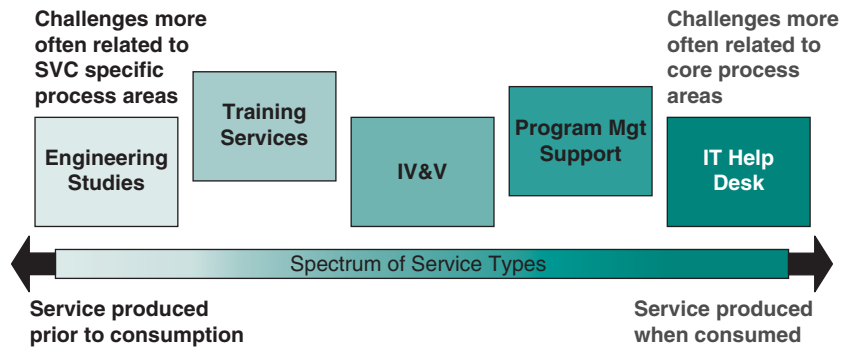 Challenges more
often related to
SVC specific
process areas
Challenges more
often related to
core process
areas
Training
Services
Program Mgt
Support
Engineering
Studies
IV&V
IT Help
Desk
Spectrum of Service Types
Service produced
prior to consumption
Service produced
when consumed